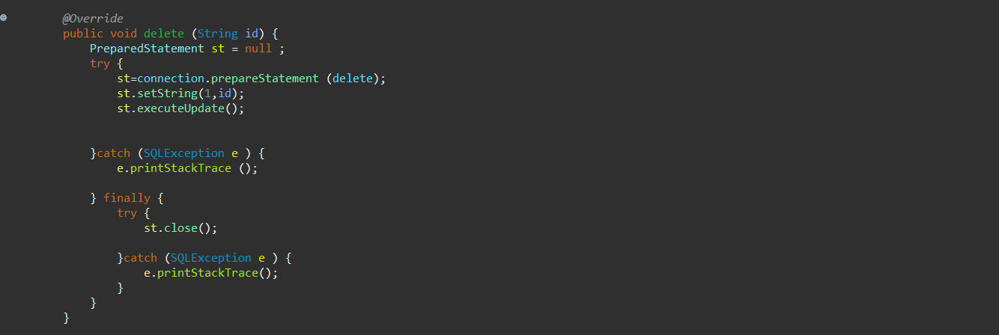 @Override
public void delete (String id) {
PreparedStatement st = null ;
try {
st=connection.prepareStatement (delete);
st.setString(1,id);
st.executeUpdate();
}catch (SQLException e ) {
e.printStackTrace ();
} finally {
try {
st.close();
}catch (SQLException e ) {
e.printStackTrace();
}
}
}